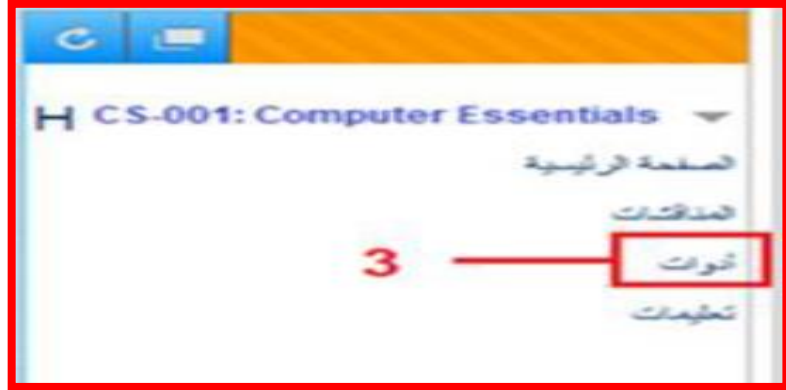 CS-001: Computer Essentials
الصفحة الرئيسية
المناقشات
أدوات
3
تعليمات